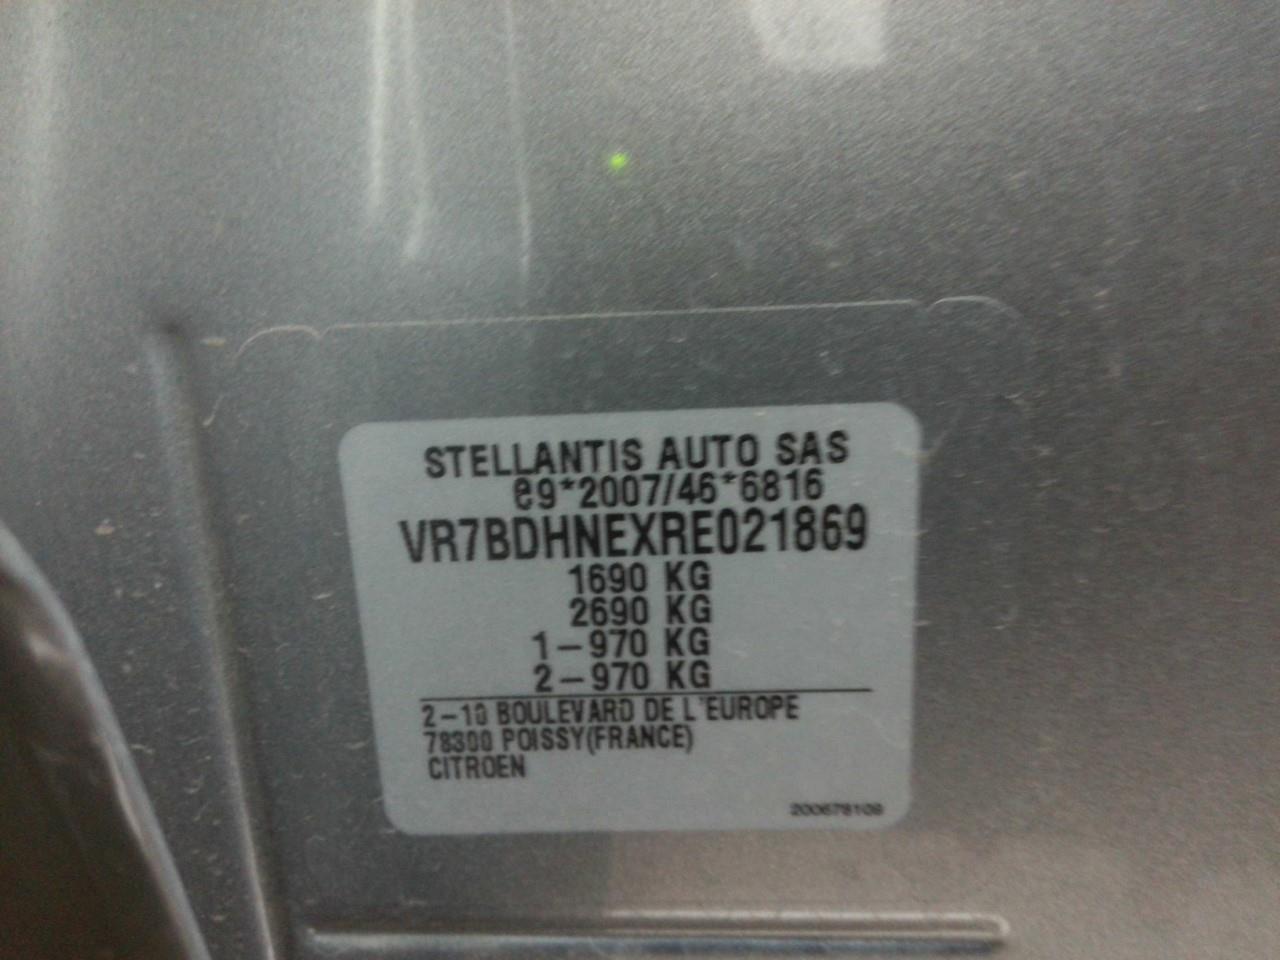 STELLANTIS AUTO SAS
e9*2007/46*6816
VR7BDHNEXRE021869
1690 KG
2690 KG
1-970 KG
2-970 KG
2-10 BOULEVARD DE L'EUROPE
78300 POISSY(FRANCE)
CITROEN
200678109